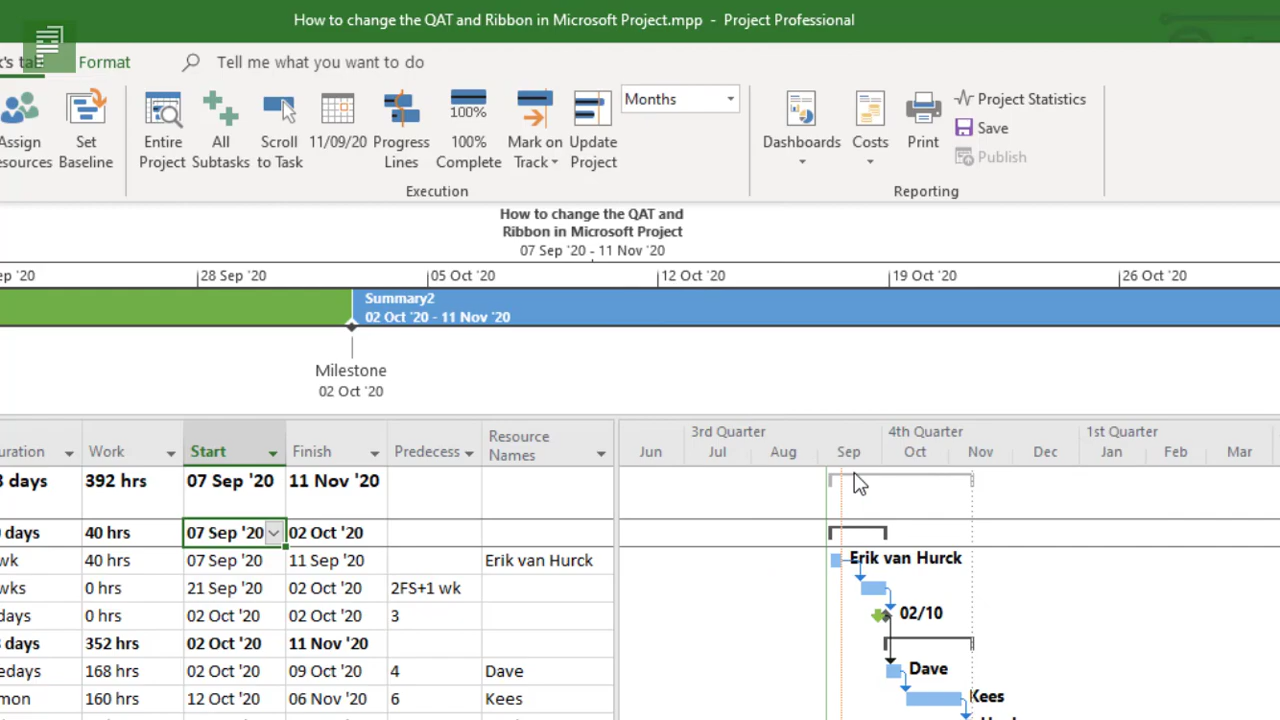 How to change the QAT and Ribbon in Microsoft Project.mpp - Project Professional
Format
Tell me what you want to do
Assign
Set Baseline
Entire Project
All Subtasks
Scroll to Task
11/09/20
Progress Lines
100%
100% Complete
Mark on Track
Update Project
Months
Execution
Dashboards
Costs
Print
Project Statistics
Save
Publish
Reporting
How to change the QAT and
Ribbon in Microsoft Project
07 Sep '20 - 11 Nov '20
'20 28 Sep '20 05 Oct '20 12 Oct '20 19 Oct '20 26 Oct '20
Summary2
02 Oct '20 - 11 Nov '20
Milestone
02 Oct '20
Work Start Finish Predecess Resource Names
3rd Quarter 4th Quarter 1st Quarter
Jun Jul Aug Sep Oct Nov Dec Jan Feb Mar
days 392 hrs 07 Sep '20 11 Nov '20
days 40 hrs 07 Sep '20 02 Oct '20
wk 40 hrs 07 Sep '20 11 Sep '20 Erik van Hurck
Erik van Hurck
wks 0 hrs 21 Sep '20 02 Oct '20 2FS+1 wk
days 0 hrs 02 Oct '20 02 Oct '20 3
02/10
days 352 hrs 02 Oct '20 11 Nov '20
edays 168 hrs 02 Oct '20 09 Oct '20 4 Dave
Dave
mon 160 hrs 12 Oct '20 06 Nov '20 6 Kees
Kees